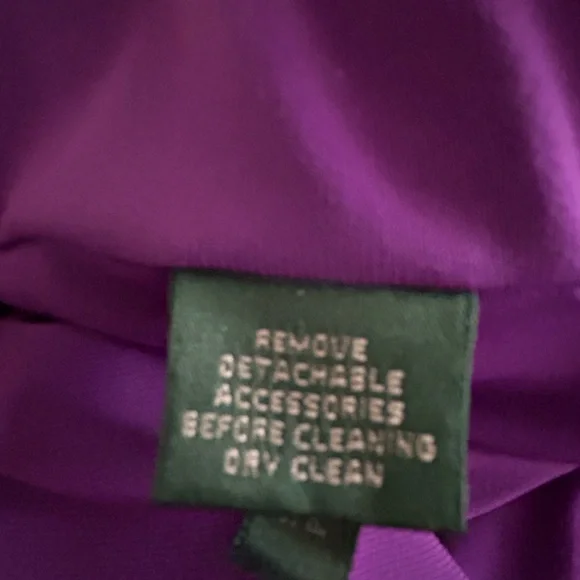 REMOVE
DETACHABLE
ACCESSORIES
BEFORE CLEANING
DRY CLEAN